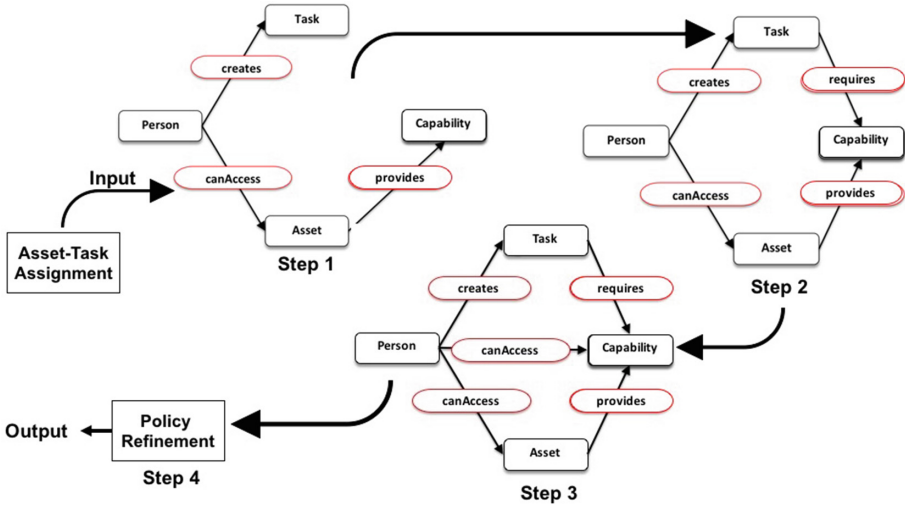 Task
creates
Person
Capability
canAccess
provides
Input
Asset
Asset-Task
Assignment
Step 1
Task
creates
requires
Person
Capability
canAccess
provides
Asset
Step 2
Task
creates
requires
Person
canAccess
Capability
canAccess
provides
Asset
Step 3
Policy
Refinement
Output
Step 4